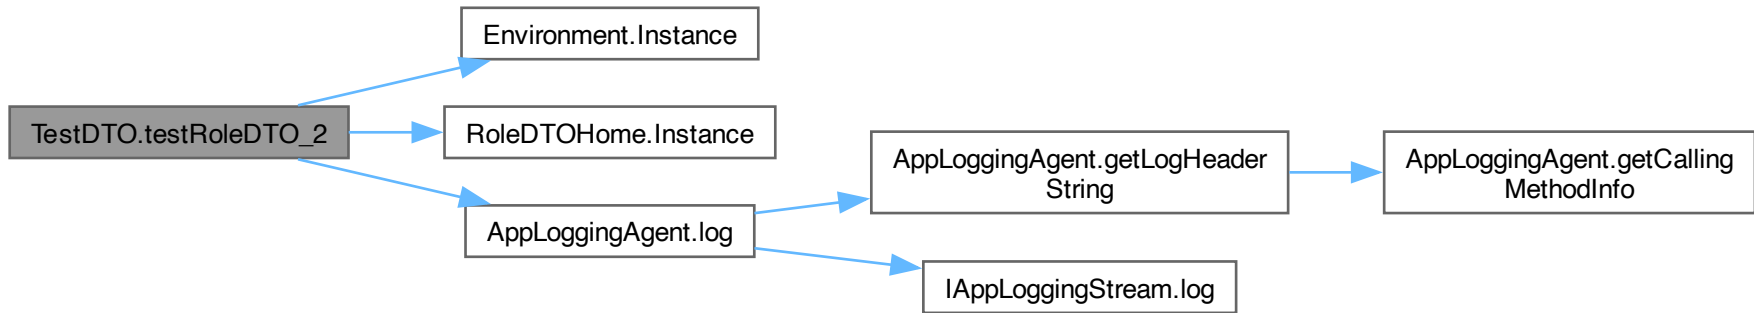 Environment.Instance
TestDTO.testRoleDTO_2
RoleDTOHome.Instance
AppLoggingAgent.log
AppLoggingAgent.getLogHeader
String
IAppLoggingStream.log
AppLoggingAgent.getCalling
MethodInfo